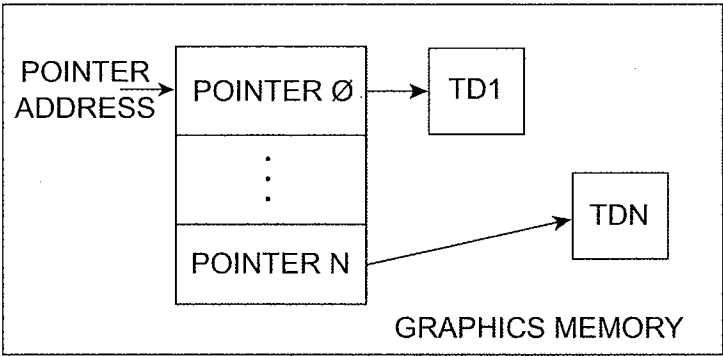 POINTER
ADDRESS
POINTER Ø
TD1
⋮
POINTER N
TDN
GRAPHICS MEMORY